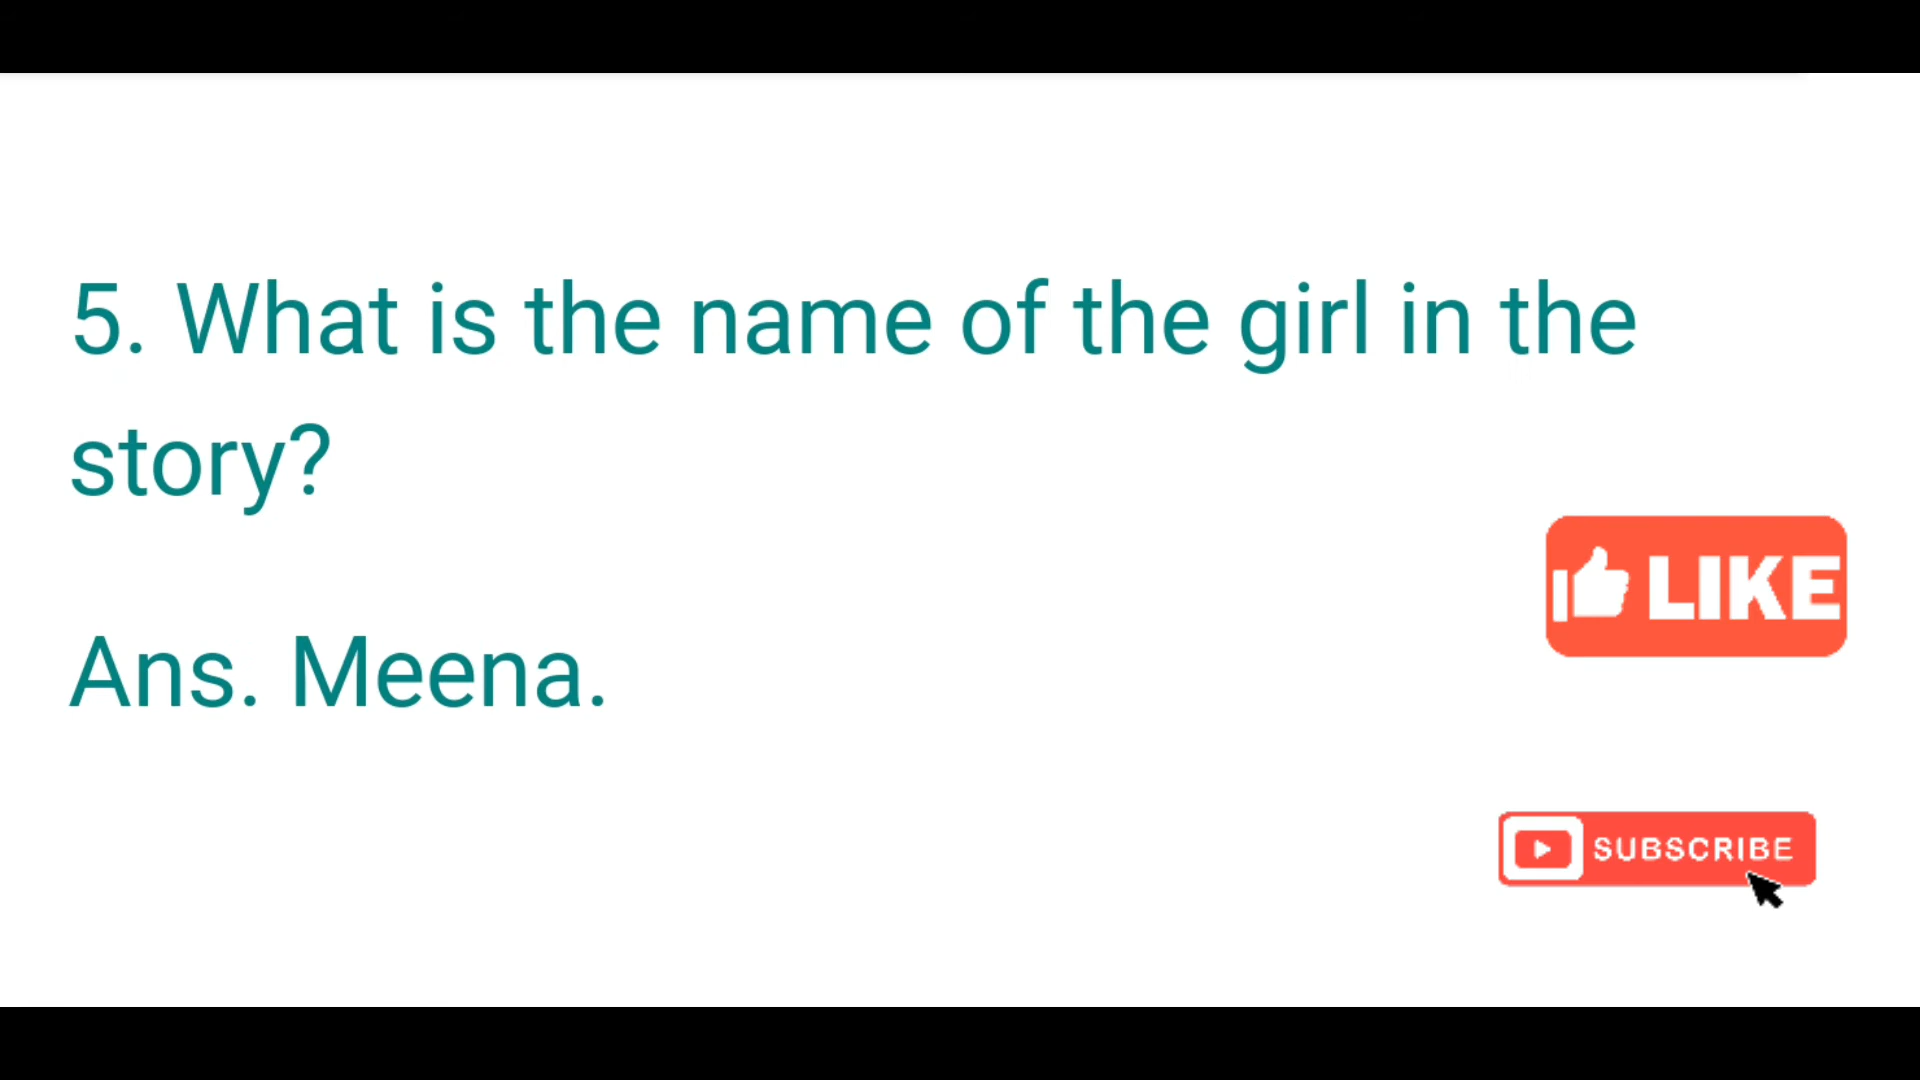 5. What is the name of the girl in the
story?
Ans. Meena.
LIKE
SUBSCRIBE